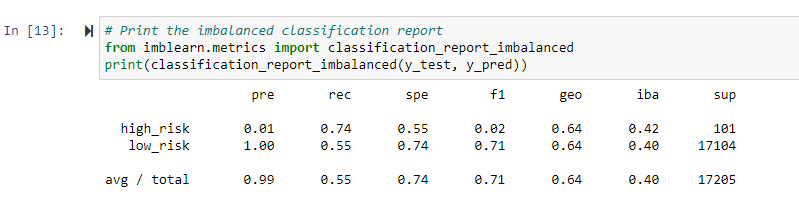 In [13]:
# Print the imbalanced classification report
from imblearn.metrics import classification_report_imbalanced
print(classification_report_imbalanced(y_test, y_pred))
pre rec spe f1 geo iba sup
high_risk 0.01 0.74 0.55 0.02 0.64 0.42 101
low_risk 1.00 0.55 0.74 0.71 0.64 0.40 17104
avg / total 0.99 0.55 0.74 0.71 0.64 0.40 17205